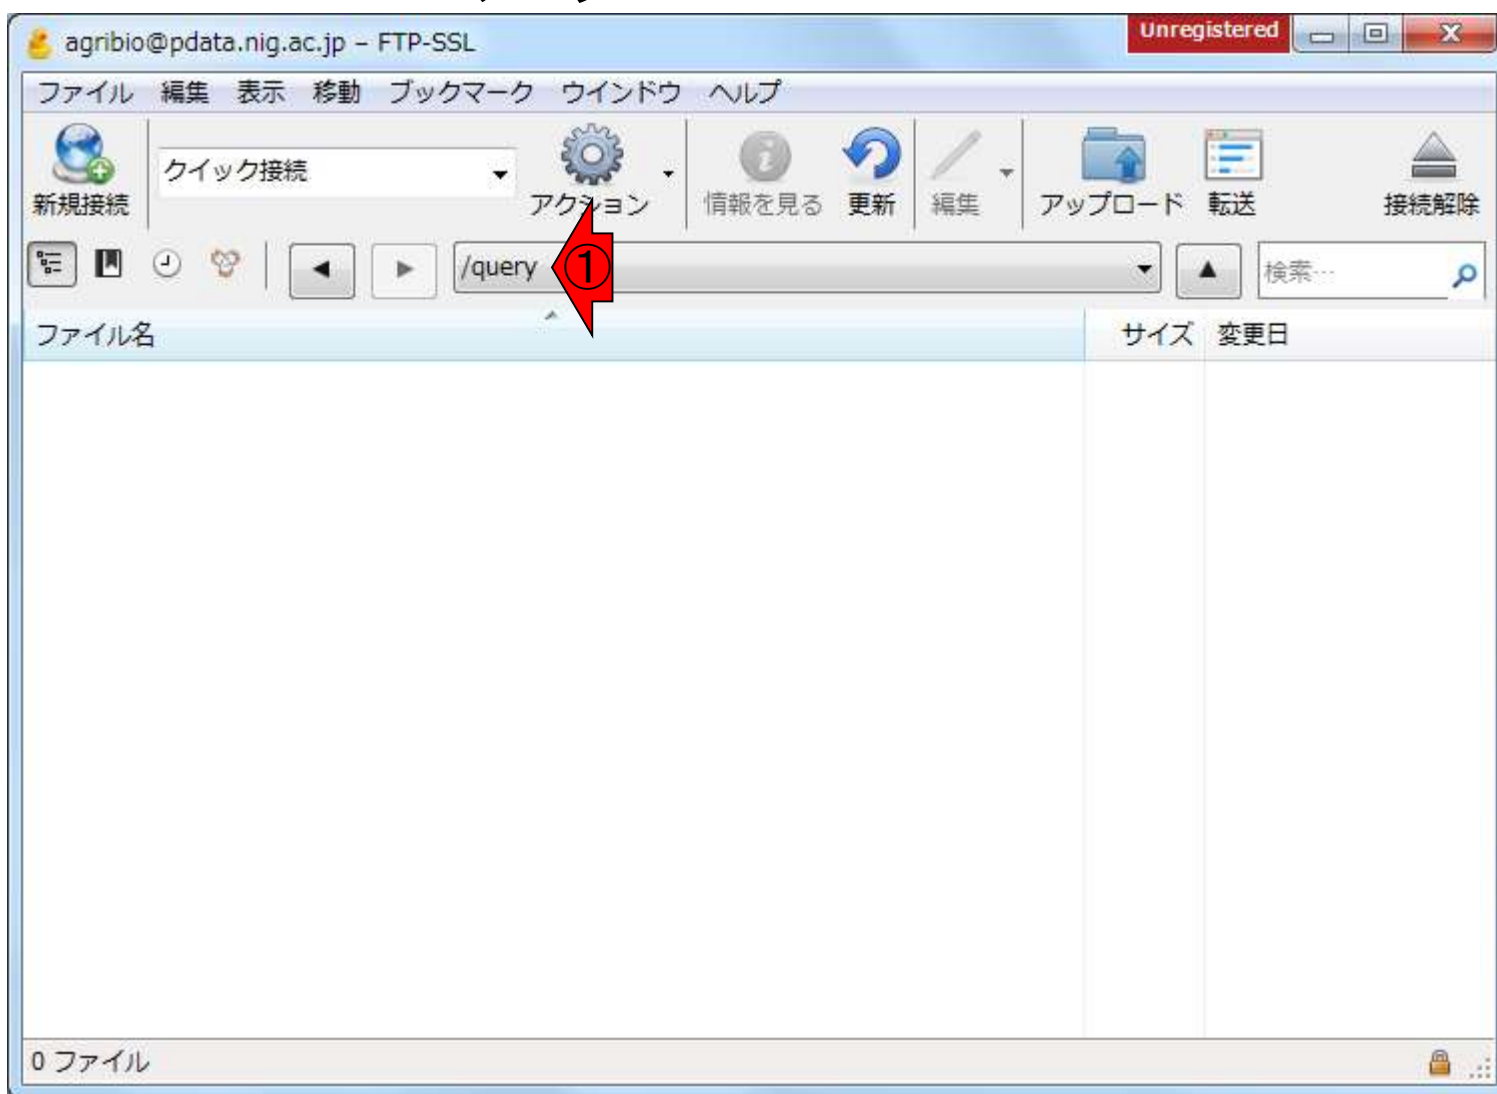 agribio@pdata.nig.ac.jp – FTP-SSL
Unregistered
ファイル 編集 表示 移動 ブックマーク ウインドウ ヘルプ
クイック接続
新規接続 アクション 情報を見る 更新 編集 アップロード 転送 接続解除
/query ① 検索…
ファイル名 サイズ 変更日
0 ファイル